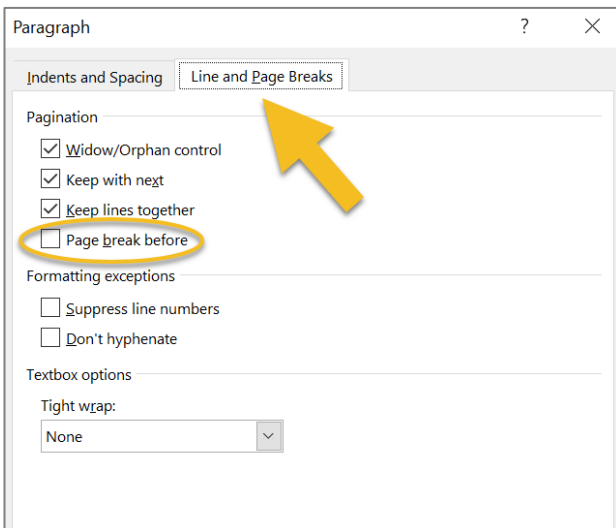 Paragraph ?
Indents and Spacing Line and Page Breaks
Pagination
Widow/Orphan control
Keep with next
Keep lines together
Page break before
Formatting exceptions
Suppress line numbers
Don't hyphenate
Textbox options
Tight wrap:
None